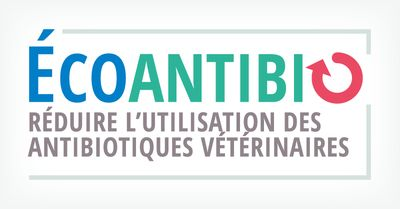 ÉCOANTIBIO
RÉDUIRE L'UTILISATION DES
ANTIBIOTIQUES VÉTÉRINAIRES